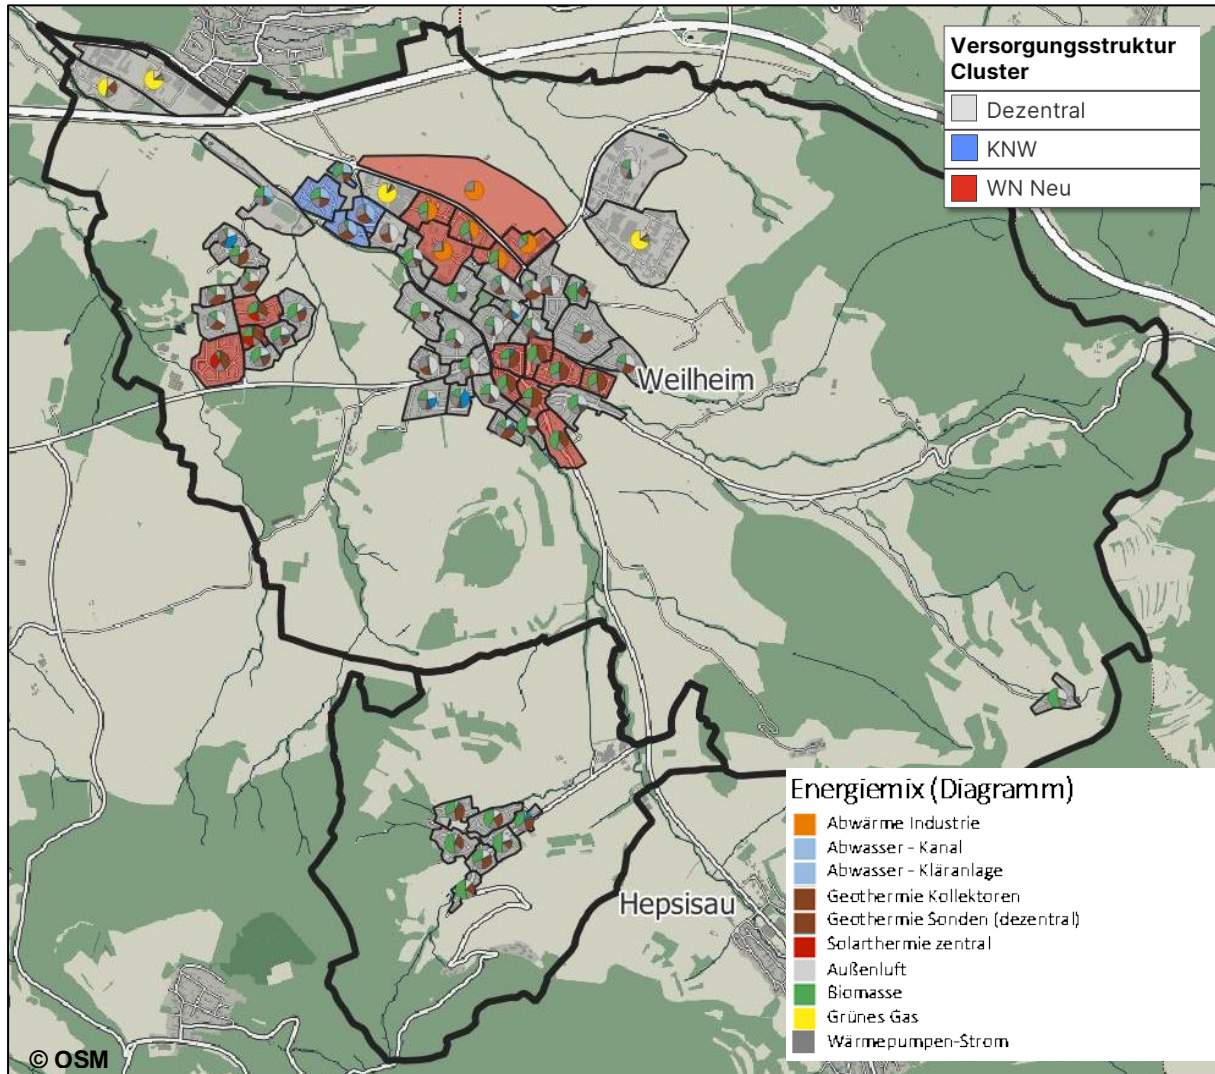 Versorgungsstruktur
Cluster
Dezentral
KNW
WN Neu
Weilheim
Energiemix (Diagramm)
Abwärme Industrie
Abwasser - Kanal
Abwasser - Kläranlage
Geothermie Kollektoren
Geothermie Sonden (dezentral)
Solarthermie zentral
Außenluft
Biomasse
Grünes Gas
Wärmepumpen-Strom
Hepsisau
© OSM